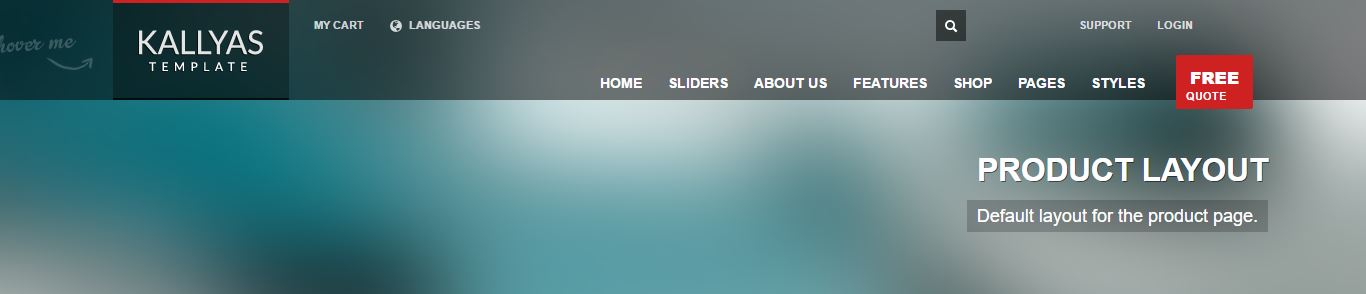 hover me
KALLYAS
TEMPLATE
MY CART
LANGUAGES
SUPPORT
LOGIN
HOME
SLIDERS
ABOUT US
FEATURES
SHOP
PAGES
STYLES
FREE
QUOTE
PRODUCT LAYOUT
Default layout for the product page.